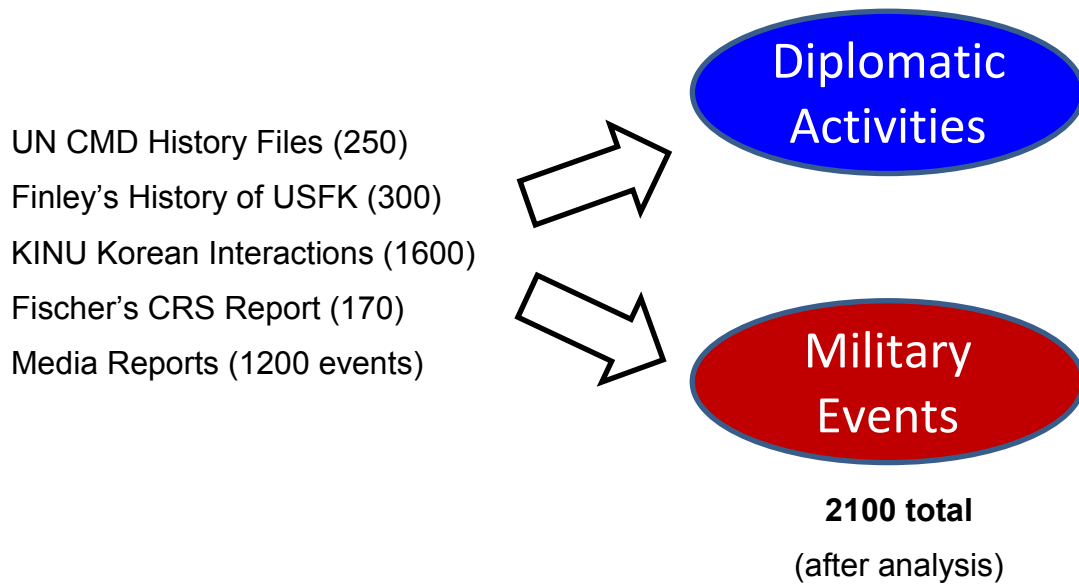 UN CMD History Files (250)
Finley’s History of USFK (300)
KINU Korean Interactions (1600)
Fischer’s CRS Report (170)
Media Reports (1200 events)
Diplomatic
Activities
Military
Events
2100 total
(after analysis)